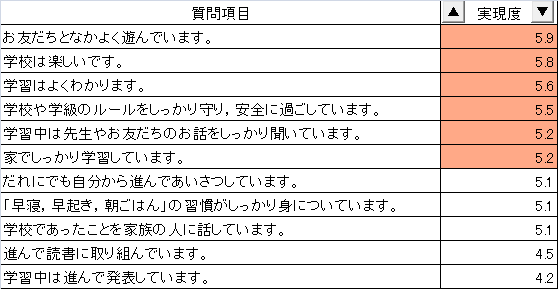 質問項目 ▲ 実現度 ▼
お友だちとなかよく遊んでいます。 5.9
学校は楽しいです。 5.8
学習はよくわかります。 5.6
学校や学級のルールをしっかり守り，安全に過ごしています。 5.5
学習中は先生やお友だちのお話をしっかり聞いています。 5.2
家でしっかり学習しています。 5.2
だれにでも自分から進んであいさつしています。 5.1
「早寝，早起き，朝ごはん」の習慣がしっかり身についています。 5.1
学校であったことを家族の人に話しています。 5.1
進んで読書に取り組んでいます。 4.5
学習中は進んで発表しています。 4.2